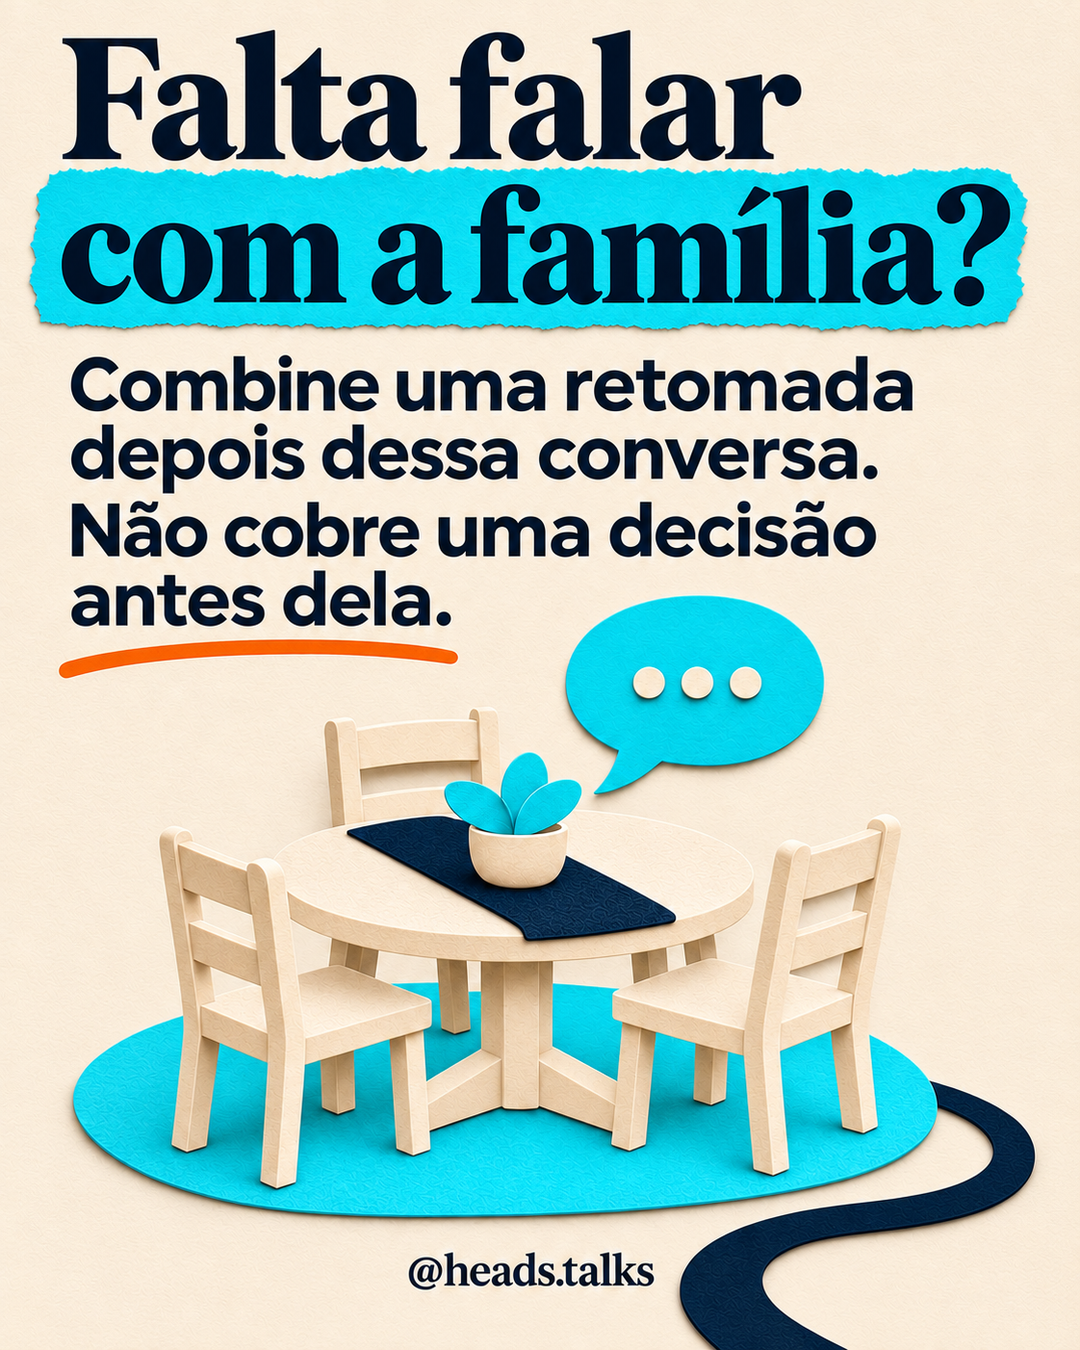 Falta falar
com a família?
Combine uma retomada
depois dessa conversa.
Não cobre uma decisão
antes dela.
@heads.talks